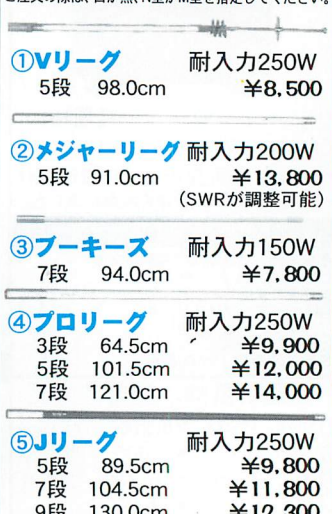 ①Vリーグ 耐入力250W
5段 98.0cm ¥8,500
②メジャーリーグ 耐入力200W
5段 91.0cm ¥13,800
(SWRが調整可能)
③ブーキーズ 耐入力150W
7段 94.0cm ¥7,800
④プロリーグ 耐入力250W
3段 64.5cm ¥9,900
5段 101.5cm ¥12,000
7段 121.0cm ¥14,000
⑤Jリーグ 耐入力250W
5段 89.5cm ¥9,800
7段 104.5cm ¥11,800
9段 130.0cm ¥12,300